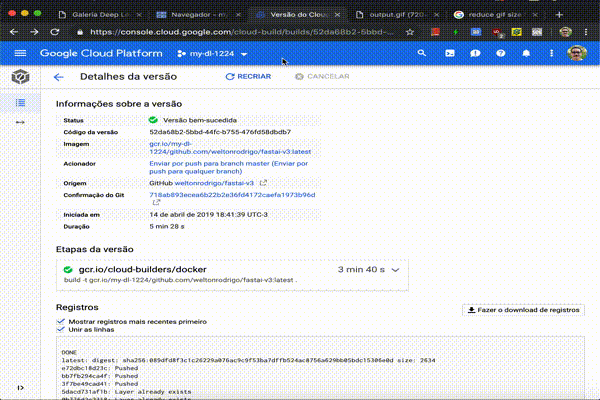 Galeria Deep L
Navegador - m
Versão do Clou
output.gif (720
reduce gif size
https://console.cloud.google.com/cloud-build/builds/52da68b2-5bbd-...
Google Cloud Platform
my-dl-1224
Detalhes da versão
RECRIAR
CANCELAR
Informações sobre a versão
Status Versão bem-sucedida
Código da versão 52da68b2-5bbd-44fc-b755-476fd58dbdb7
Imagem gcr.io/my-dl-
1224/github.com/weltonrodrigo/fastai-v3:latest
Acionador Enviar por push para branch master (Enviar por
push para qualquer branch)
Origem GitHub weltonrodrigo/fastai-v3
Confirmação do Git 718ab893ecea6b22b2e36fd4172caefa1973b96d
Iniciada em 14 de abril de 2019 18:41:39 UTC-3
Duração 5 min 28 s
Etapas da versão
gcr.io/cloud-builders/docker 3 min 40 s
build -t gcr.io/my-dl-1224/github.com/weltonrodrigo/fastai-v3:latest .
Registros
Fazer o download de registros
Mostrar registros mais recentes primeiro
Unir as linhas
DONE
latest: digest: sha256:089dfd8f3c1c26229a076ac9c9f53ba7dffb524ac8756a629bb05bdc15306e0d size: 2634
e72dbc18d23c: Pushed
bb7fb294ca4f: Pushed
3f7be49cad41: Pushed
5dacd731af1b: Layer already exists
Layer already exists